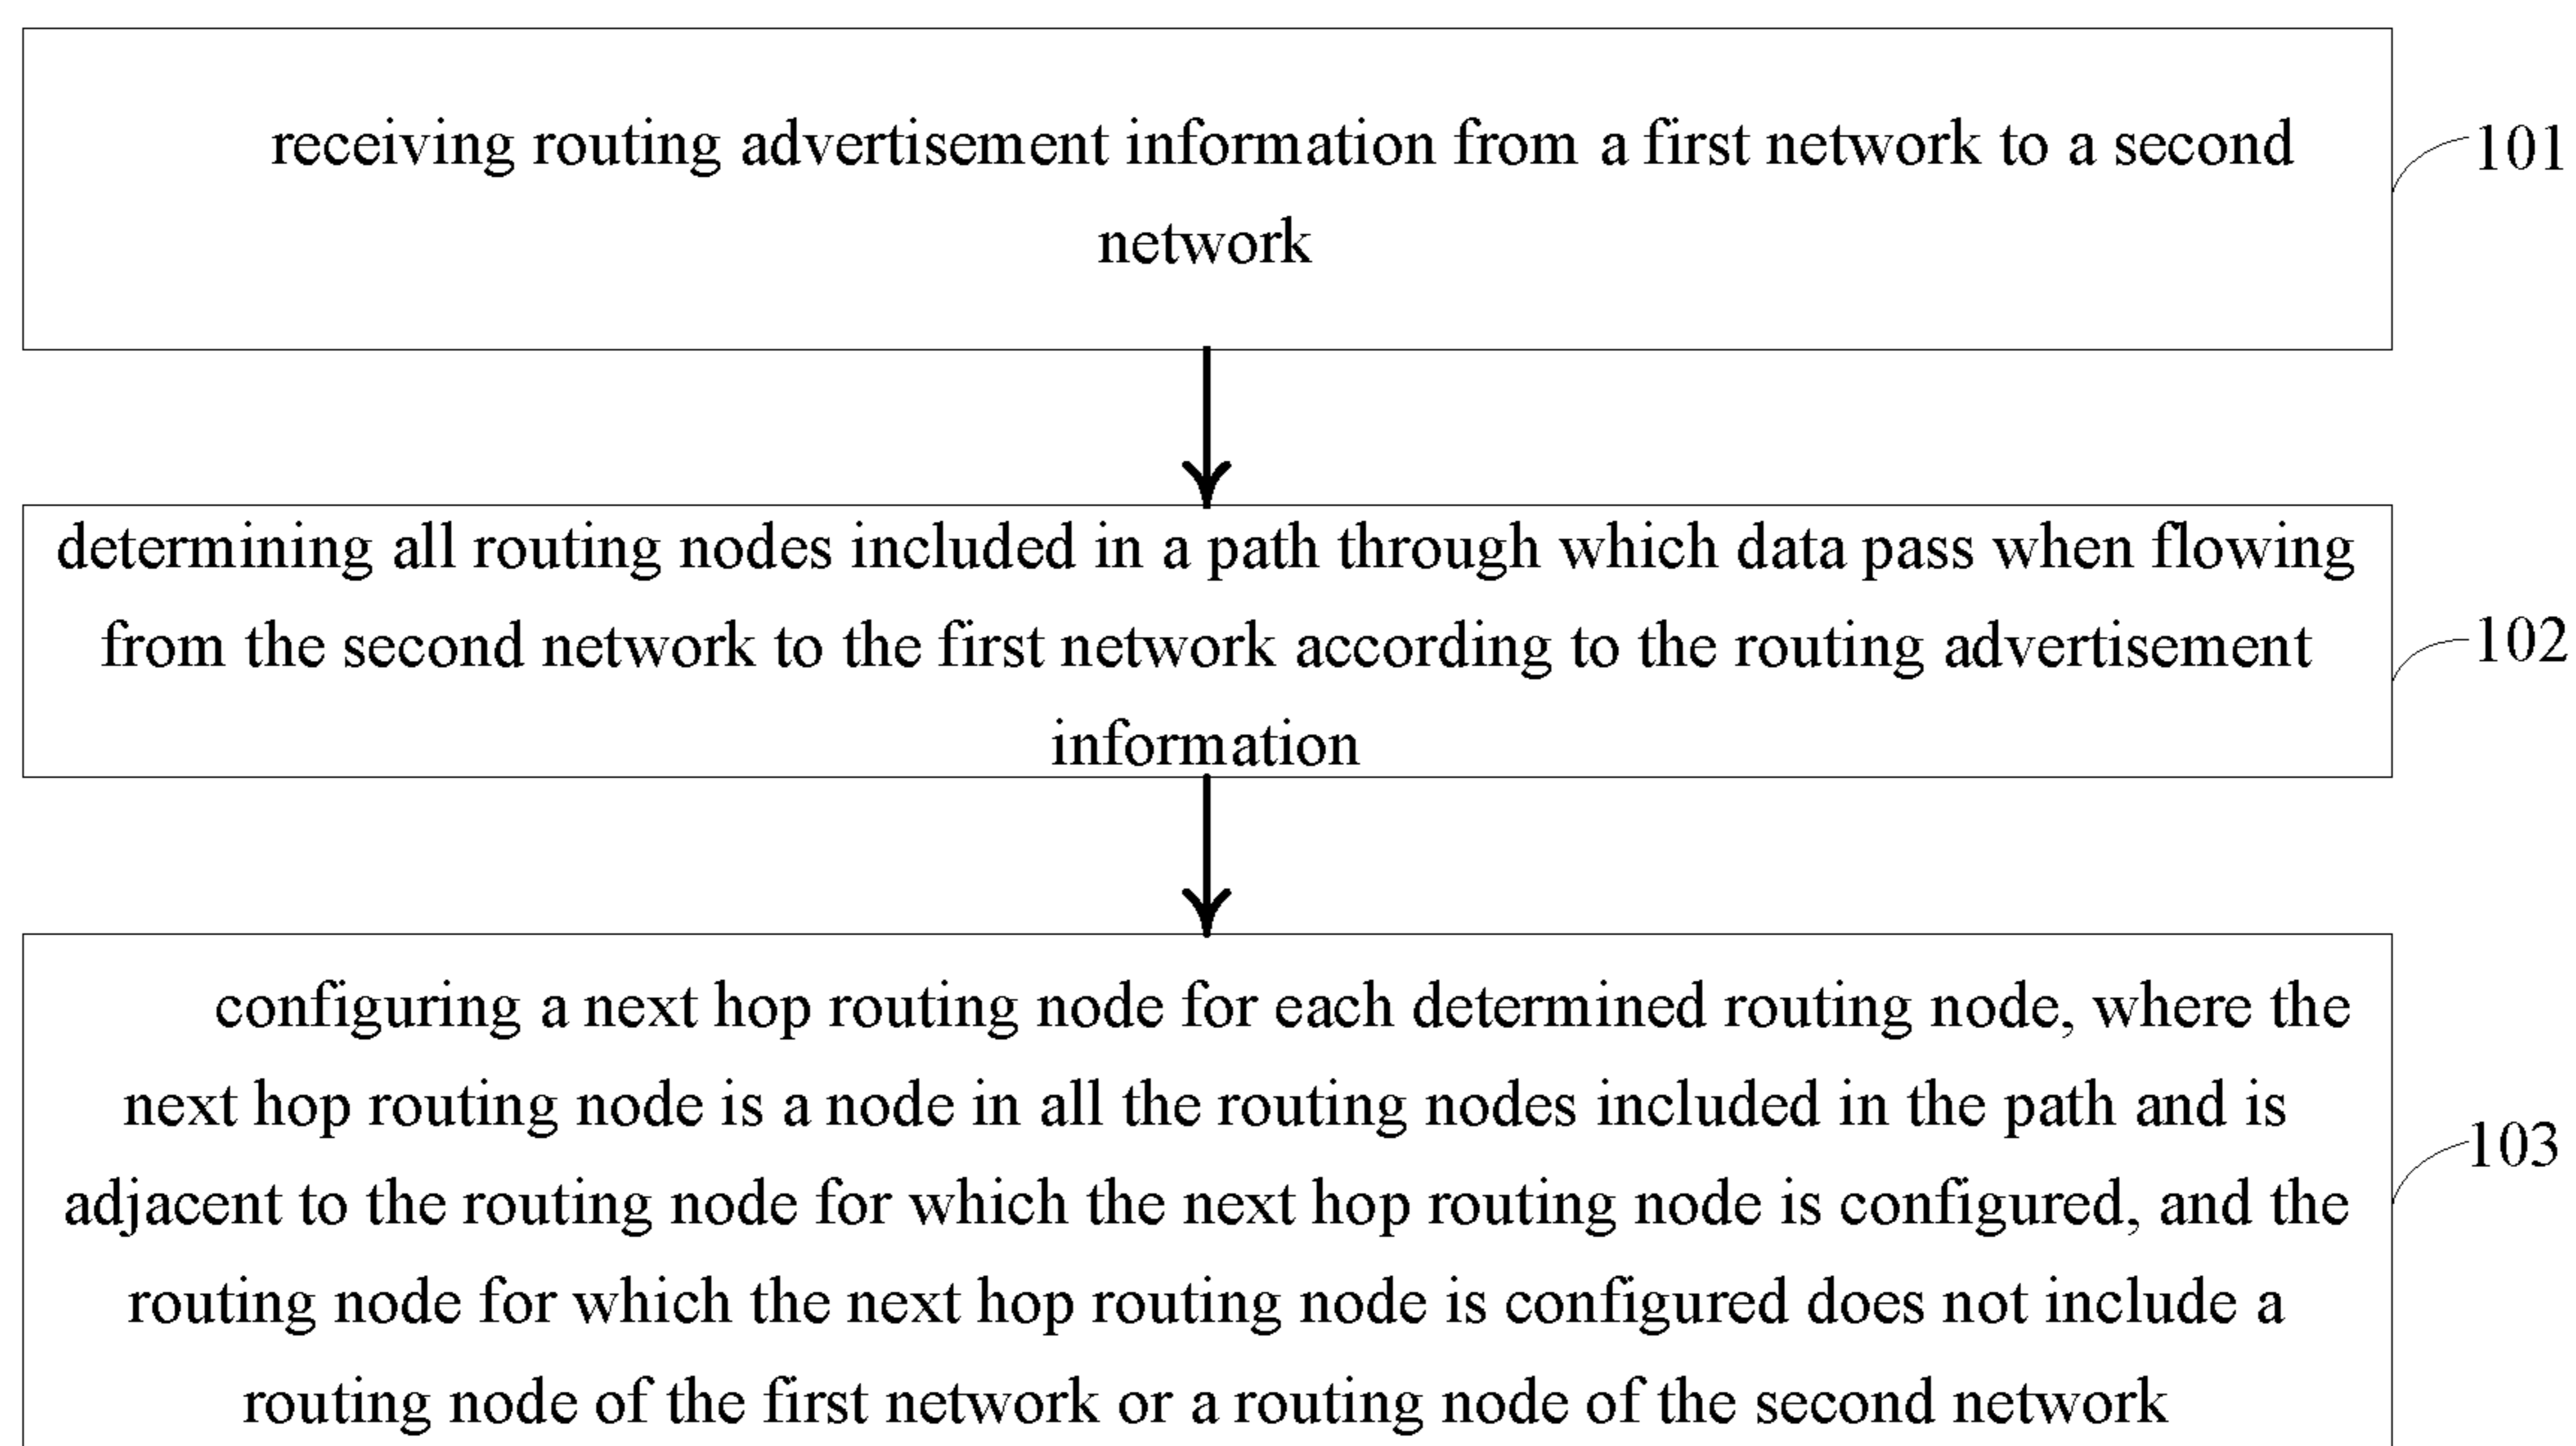 receiving routing advertisement information from a first network to a second
network
101
determining all routing nodes included in a path through which data pass when flowing
from the second network to the first network according to the routing advertisement
information
102
configuring a next hop routing node for each determined routing node, where the
next hop routing node is a node in all the routing nodes included in the path and is
adjacent to the routing node for which the next hop routing node is configured, and the
routing node for which the next hop routing node is configured does not include a
routing node of the first network or a routing node of the second network
103